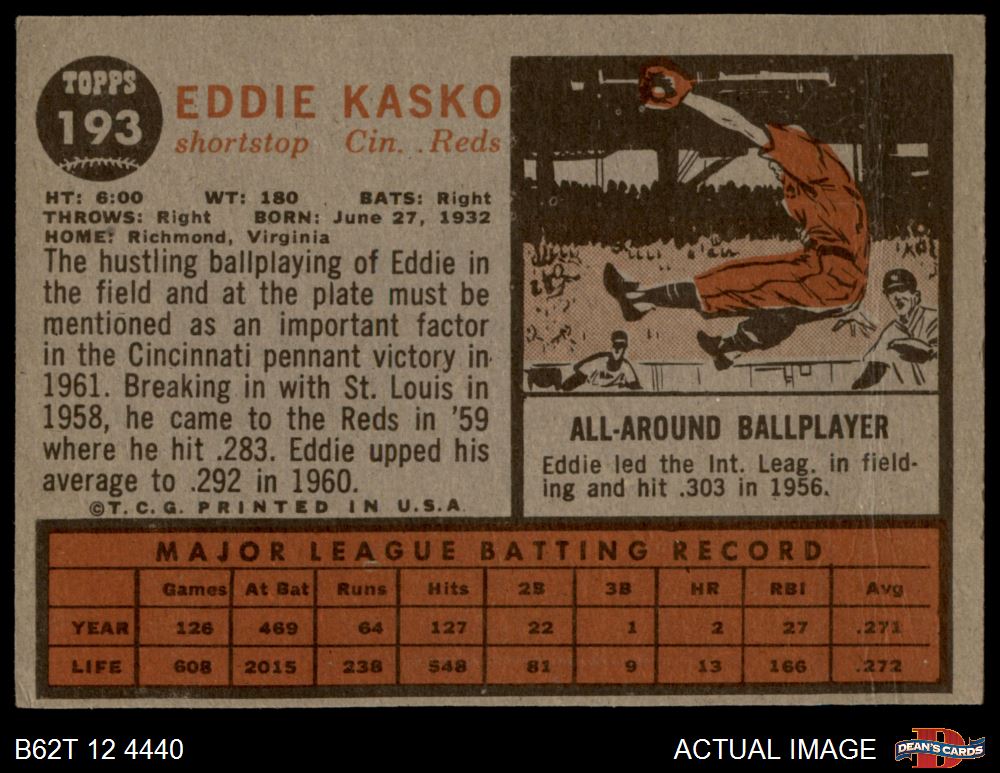 TOPPS
193
EDDIE KASKO
shortstop Cin. . Reds
HT: 6:00 WT: 180 BATS: Right
THROWS: Right BORN: June 27, 1932
HOME: Richmond, Virginia
The hustling ballplaying of Eddie in
the field and at the plate must be
mentioned as an important factor
in the Cincinnati pennant victory in
1961. Breaking in with St. Louis in
1958, he came to the Reds in '59
where he hit .283. Eddie upped his
average to .292 in 1960.
©T. C. G. PRINTED IN U.S.A.
ALL-AROUND BALLPLAYER
Eddie led the Int. Leag. in field-
ing and hit .303 in 1956.
MAJOR LEAGUE BATTING RECORD
Games At Bat Runs Hits 2B 3B HR RBI Avg
YEAR 126 469 64 127 22 1 2 27 .271
LIFE 608 2015 238 548 81 9 13 166 .272
B62T 12 4440
ACTUAL IMAGE
D
DEAN'S CARDS